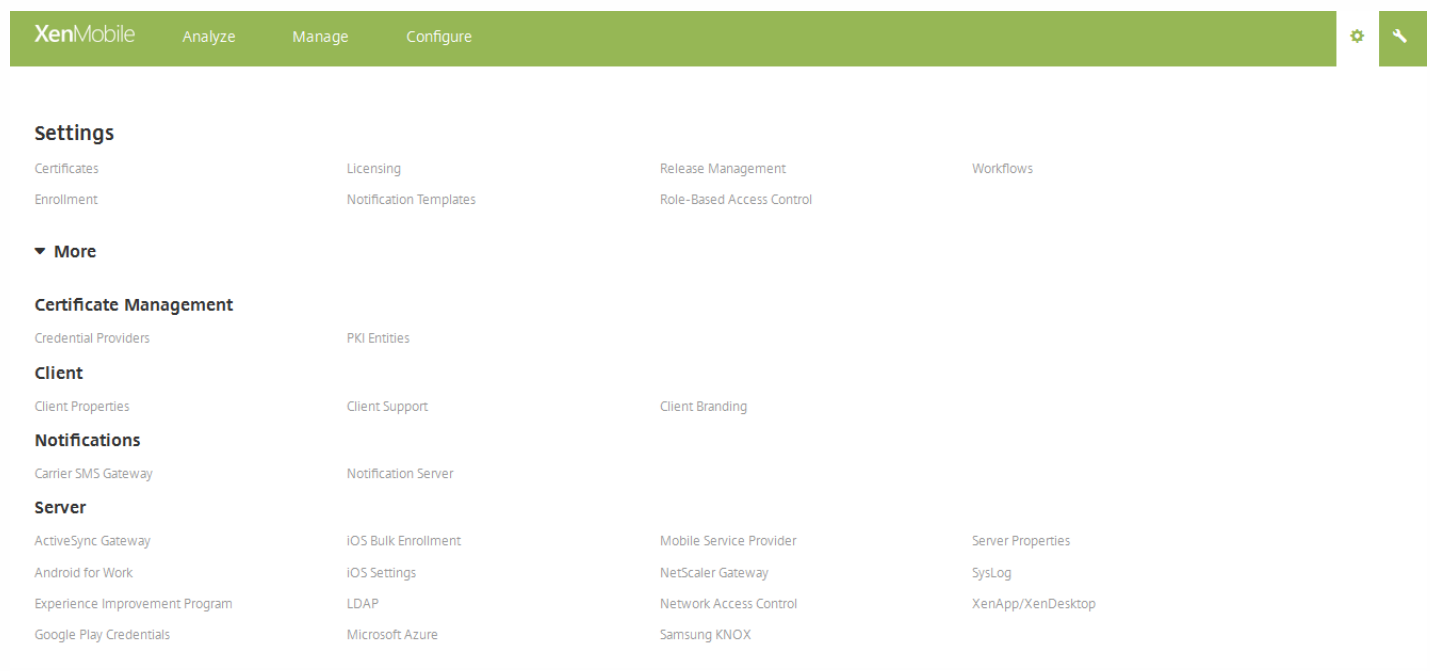 XenMobile Analyze Manage Configure
Settings
Certificates Licensing Release Management Workflows
Enrollment Notification Templates Role-Based Access Control
More
Certificate Management
Credential Providers PKI Entities
Client
Client Properties Client Support Client Branding
Notifications
Carrier SMS Gateway Notification Server
Server
ActiveSync Gateway iOS Bulk Enrollment Mobile Service Provider Server Properties
Android for Work iOS Settings NetScaler Gateway SysLog
Experience Improvement Program LDAP Network Access Control XenApp/XenDesktop
Google Play Credentials Microsoft Azure Samsung KNOX